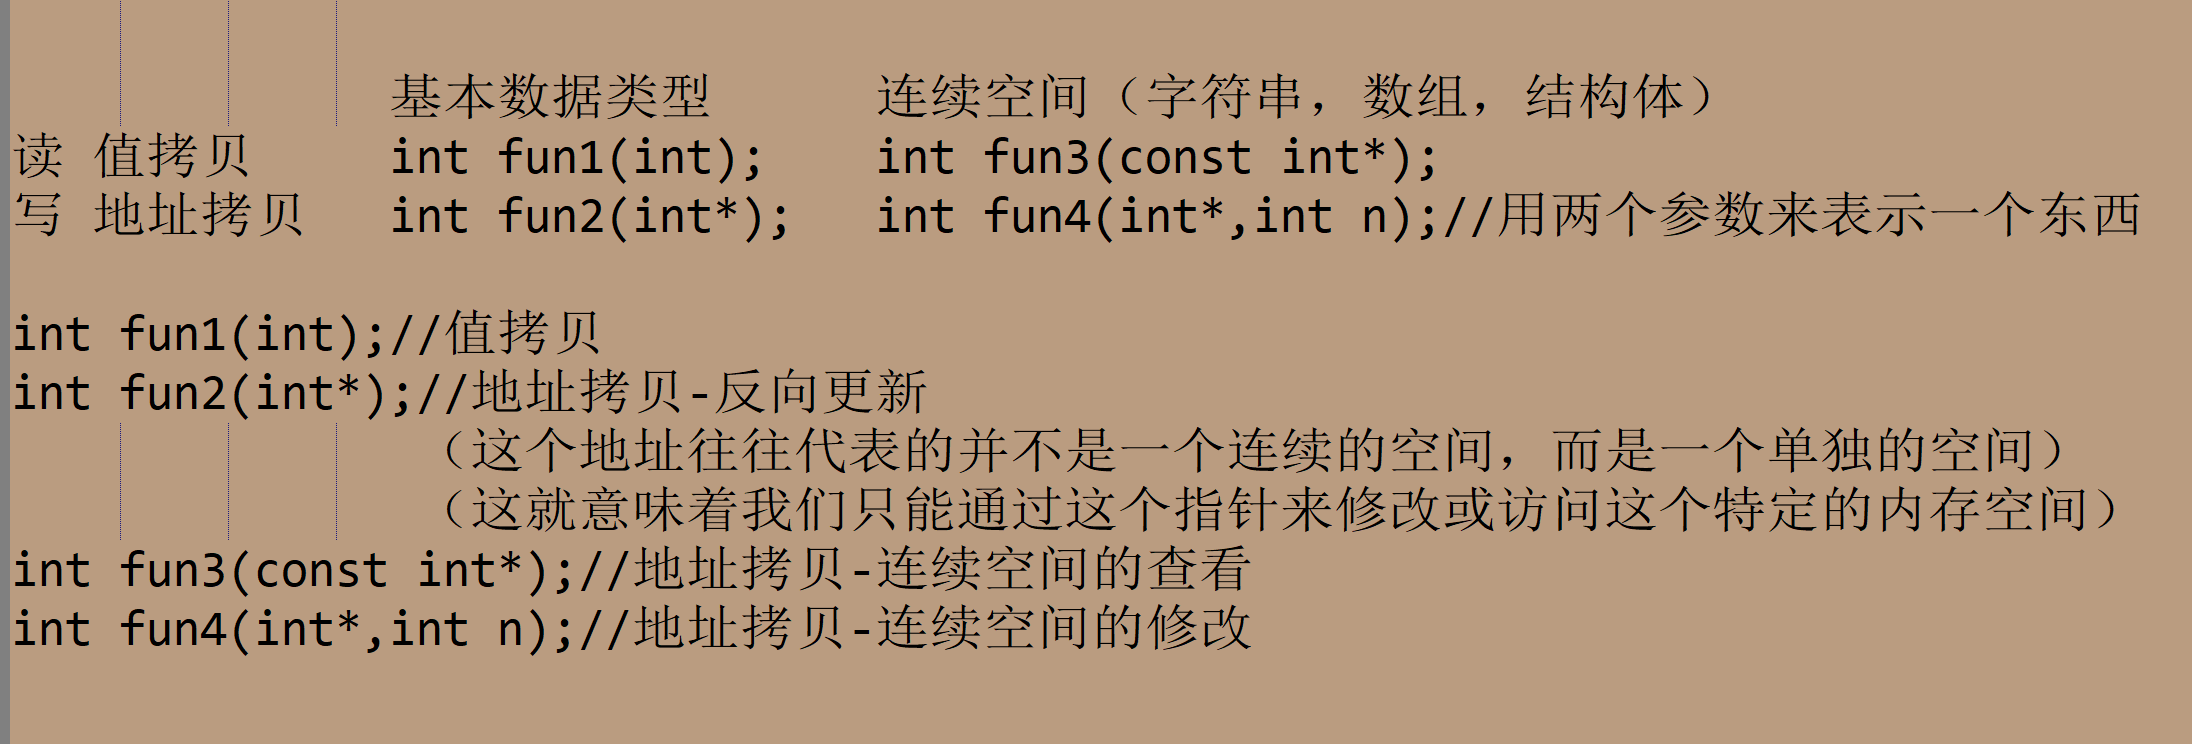 基本数据类型 连续空间（字符串，数组，结构体）
读 值拷贝 int fun1(int); int fun3(const int*);
写 地址拷贝 int fun2(int*); int fun4(int*,int n);//用两个参数来表示一个东西
int fun1(int);//值拷贝
int fun2(int*);//地址拷贝-反向更新
（这个地址往往代表的并不是一个连续的空间，而是一个单独的空间）
（这就意味着我们只能通过这个指针来修改或访问这个特定的内存空间）
int fun3(const int*);//地址拷贝-连续空间的查看
int fun4(int*,int n);//地址拷贝-连续空间的修改